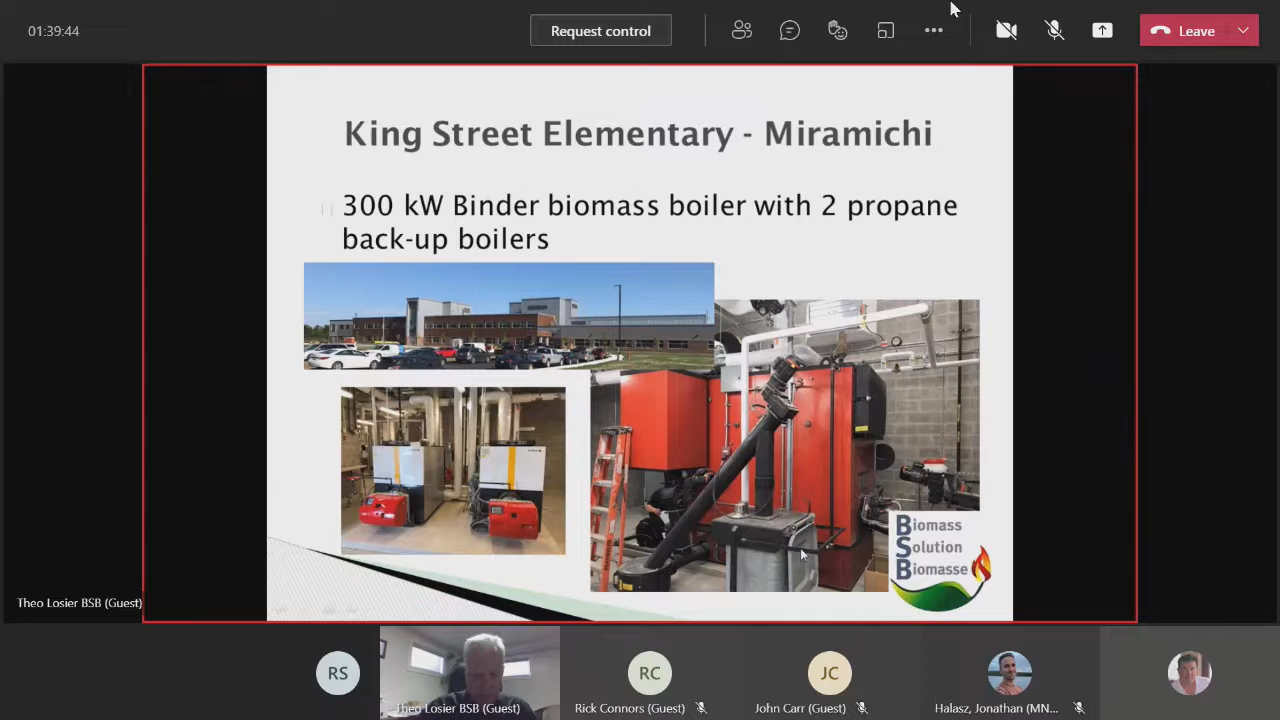 01:39:44
Request control
Leave
King Street Elementary - Miramichi
300 kW Binder biomass boiler with 2 propane
back-up boilers
Biomass
Solution
Biomasse
Theo Losier BSB (Guest)
RS
RC
JC
Theo Losier BSB (Guest)
Rick Connors (Guest)
John Carr (Guest)
Halasz, Jonathan (MN...